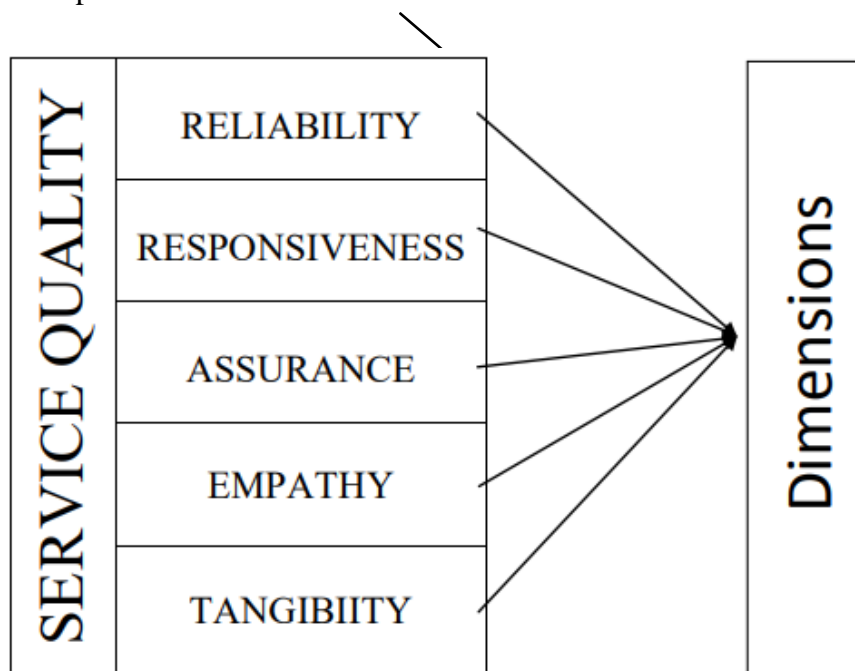 SERVICE QUALITY
RELIABILITY
RESPONSIVENESS
ASSURANCE
EMPATHY
TANGIBIITY
Dimensions